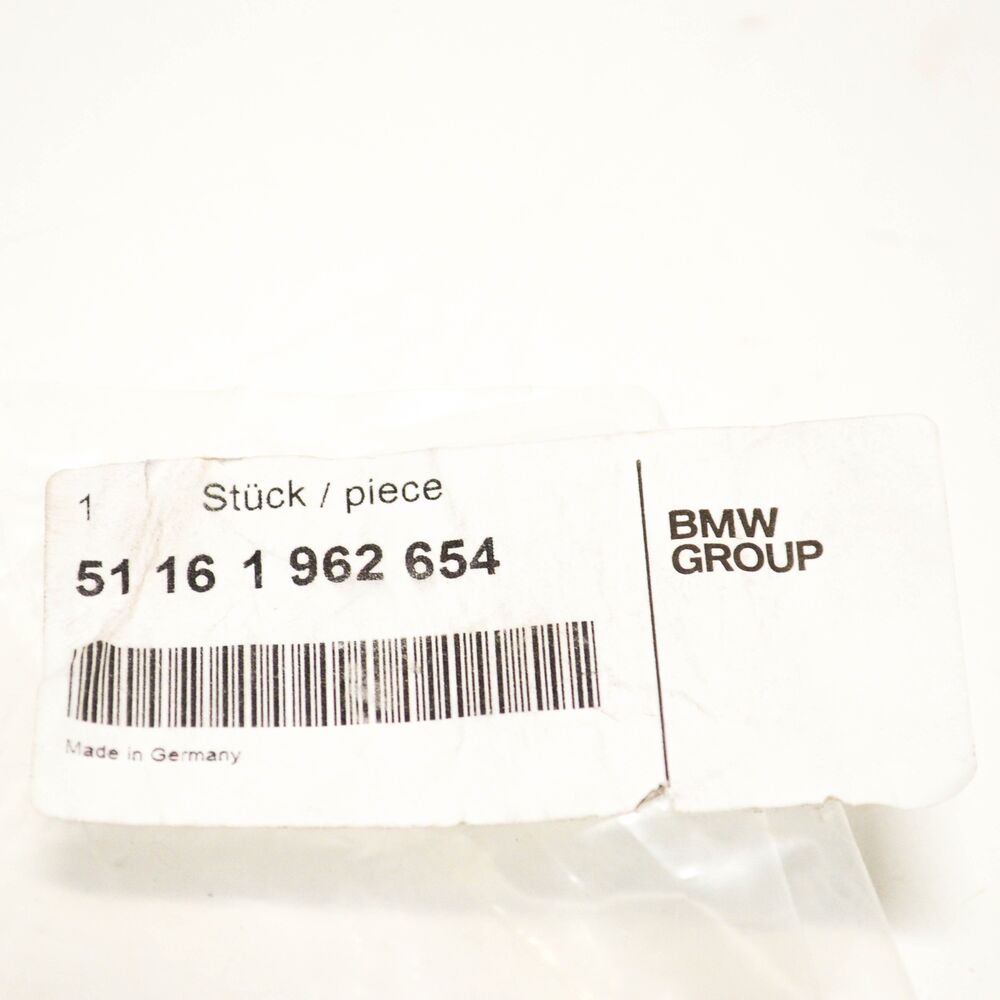 1 Stück / piece
51 16 1 962 654
Made in Germany
BMW
GROUP